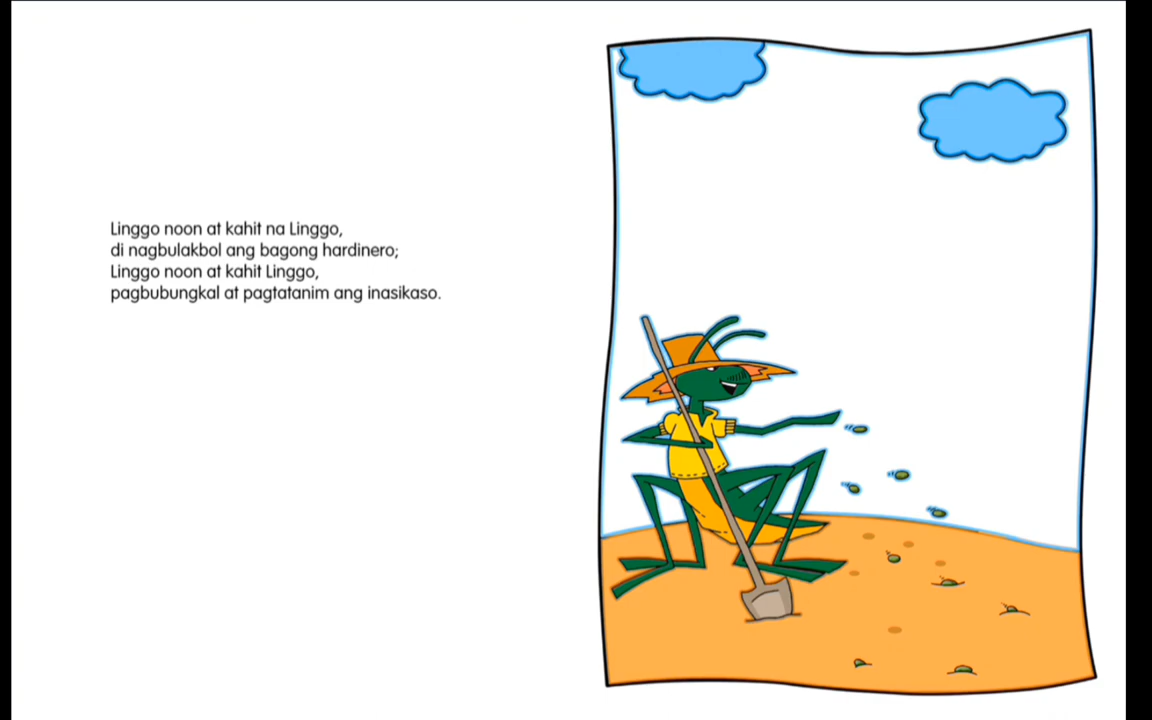 Linggo noon at kahit na Linggo,
di nagbulakbol ang bagong hardinero;
Linggo noon at kahit Linggo,
pagbubungkal at pagtatanim ang inasikaso.